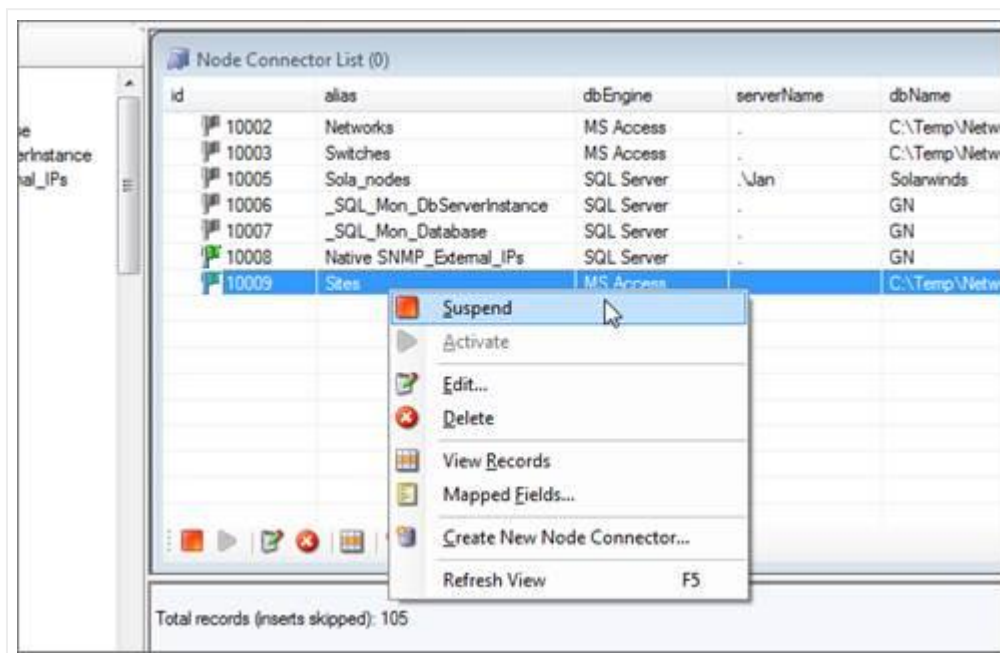 Node Connector List (0)
id alias dbEngine serverName dbName
10002 Networks MS Access . C:\Temp\Netw
10003 Switches MS Access . C:\Temp\Netw
10005 Sola_nodes SQL Server .\Jan Solarwinds
10006 _SQL_Mon_DbServerInstance SQL Server . GN
10007 _SQL_Mon_Database SQL Server . GN
10008 Native SNMP_External_IPs SQL Server . GN
10009 Sites MS Access C:\Temp\Netw
Suspend
Activate
Edit...
Delete
View Records
Mapped Fields...
Create New Node Connector...
Refresh View F5
Total records (inserts skipped): 105